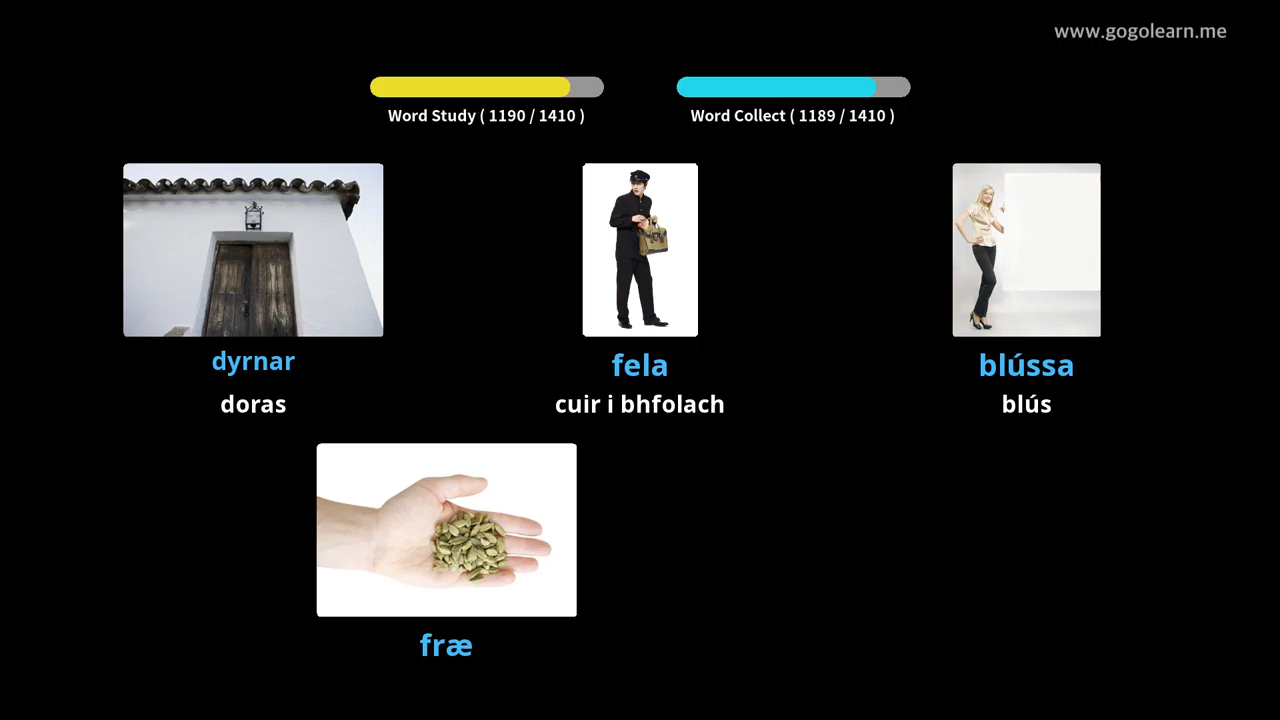 www.gogolearn.me
Word Study ( 1190 / 1410 )
Word Collect ( 1189 / 1410 )
dyrnar
fela
blússa
doras
cuir i bhfolach
blús
fræ